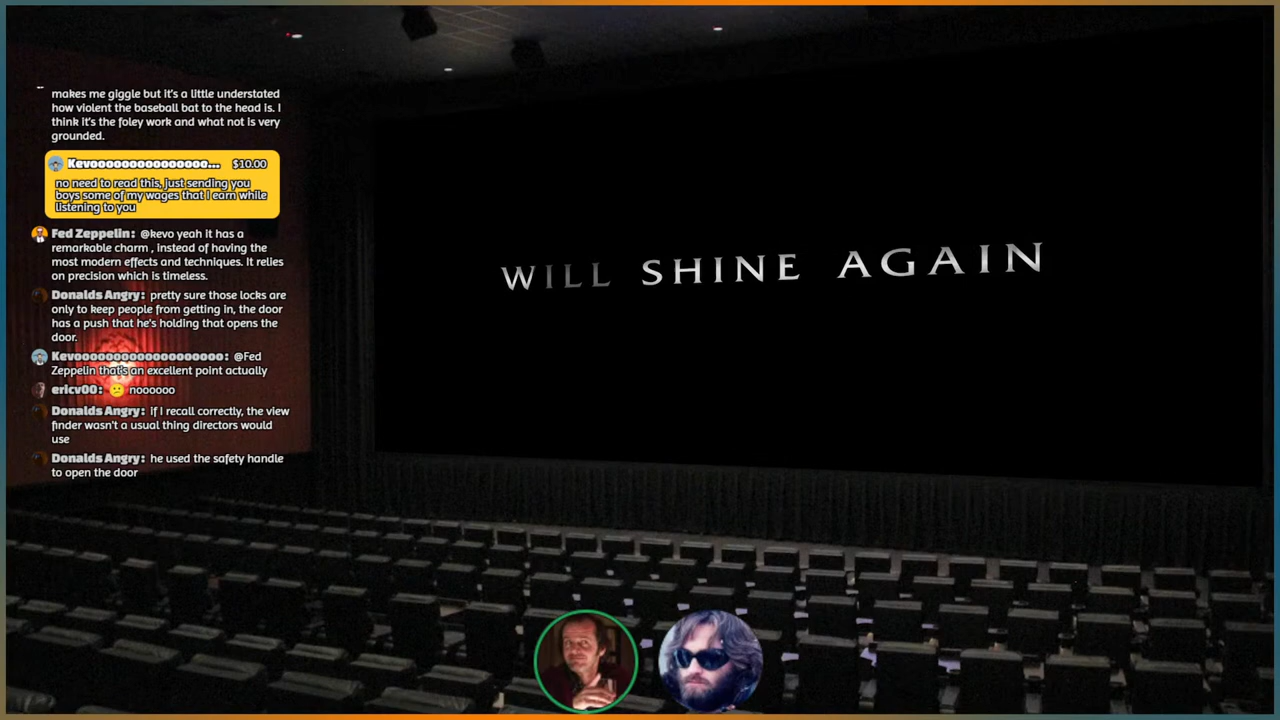 makes me giggle but it's a little understated
how violent the baseball bat to the head is. I
think it's the foley work and what not is very
grounded.
Kevooooooooooooooo... $10.00
no need to read this, just sending you
boys some of my wages that I earn while
listening to you
Fed Zeppelin: @kevo yeah it has a
remarkable charm , instead of having the
most modern effects and techniques. It relies
on precision which is timeless.
Donalds Angry: pretty sure those locks are
only to keep people from getting in, the door
has a push that he's holding that opens the
door.
Kevooooooooooooooooooo: @Fed
Zeppelin that's an excellent point actually
ericv00: 😕 noooooo
Donalds Angry: if I recall correctly, the view
finder wasn't a usual thing directors would
use
Donalds Angry: he used the safety handle
to open the door
WILL SHINE AGAIN